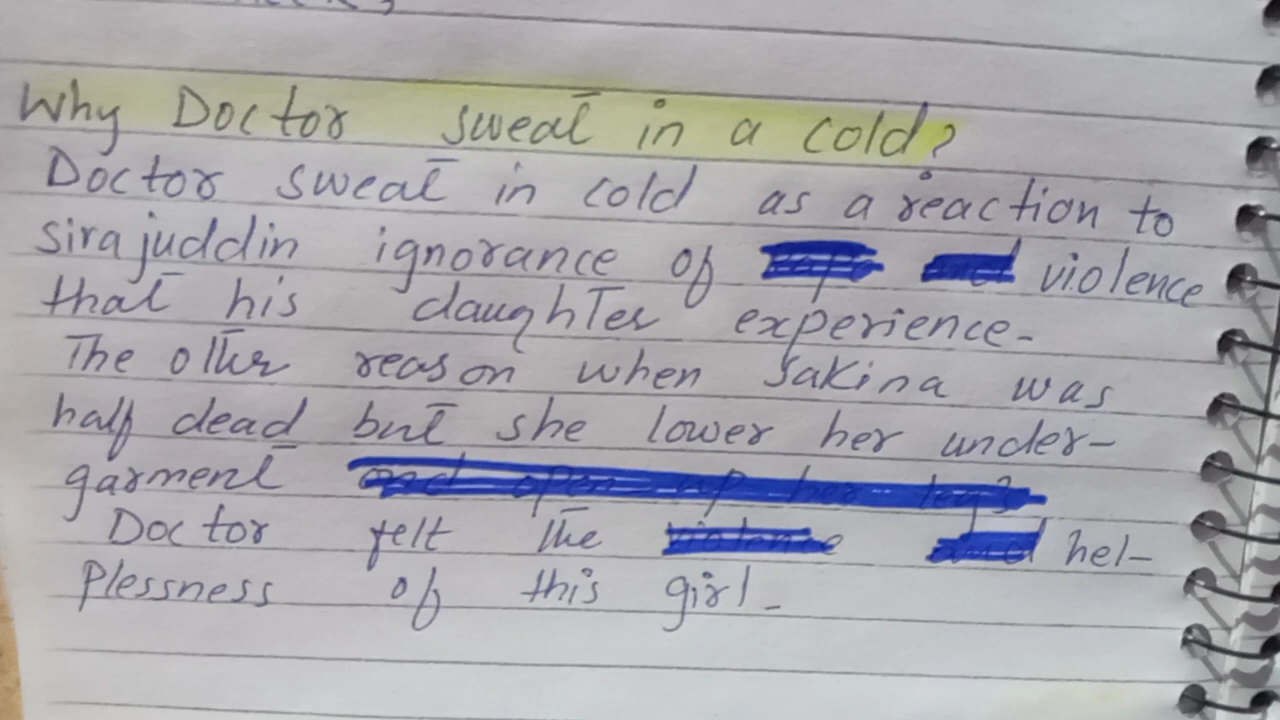 Why Doctor sweat in a cold?
Doctor sweat in cold as a reaction to
sirajuddin ignorance of violence
that his daughter experience.
The other reason when Sakina was
half dead but she lower her under-
garment
Doctor felt the hel-
plessness of this girl.